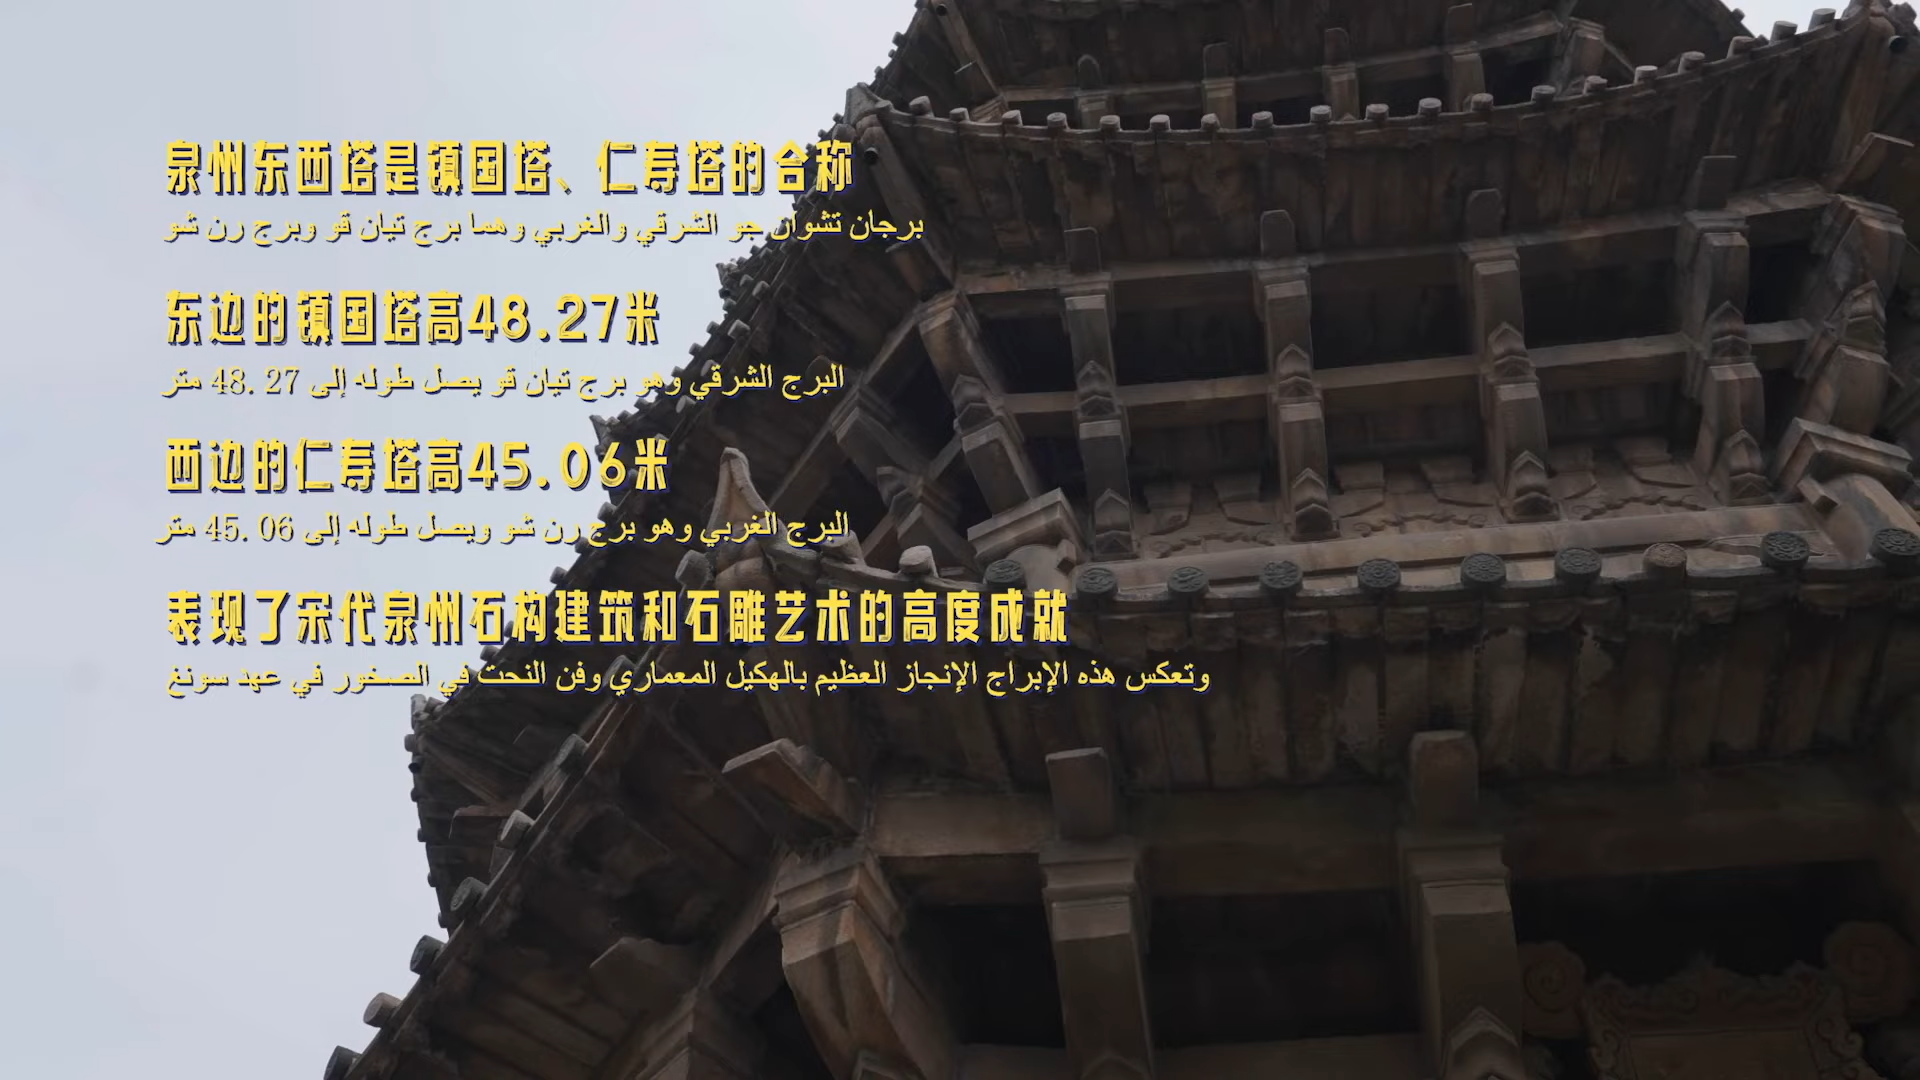 泉州东西塔是镇国塔、仁寿塔的合称
برجان تشوان جو الشرقي والغربي وهما برج تيان قو وبرج رن شو
东边的镇国塔高48.27米
البرج الشرقي وهو برج تيان قو يصل طوله إلى 48.27 متر
西边的仁寿塔高45.06米
البرج الغربي وهو برج رن شو ويصل طوله إلى 45.06 متر
表现了宋代泉州石构建筑和石雕艺术的高度成就
وتعكس هذه الإبراج الإنجاز العظيم بالهكيل المعماري وفن النحت في الصخور في عهد سونغ